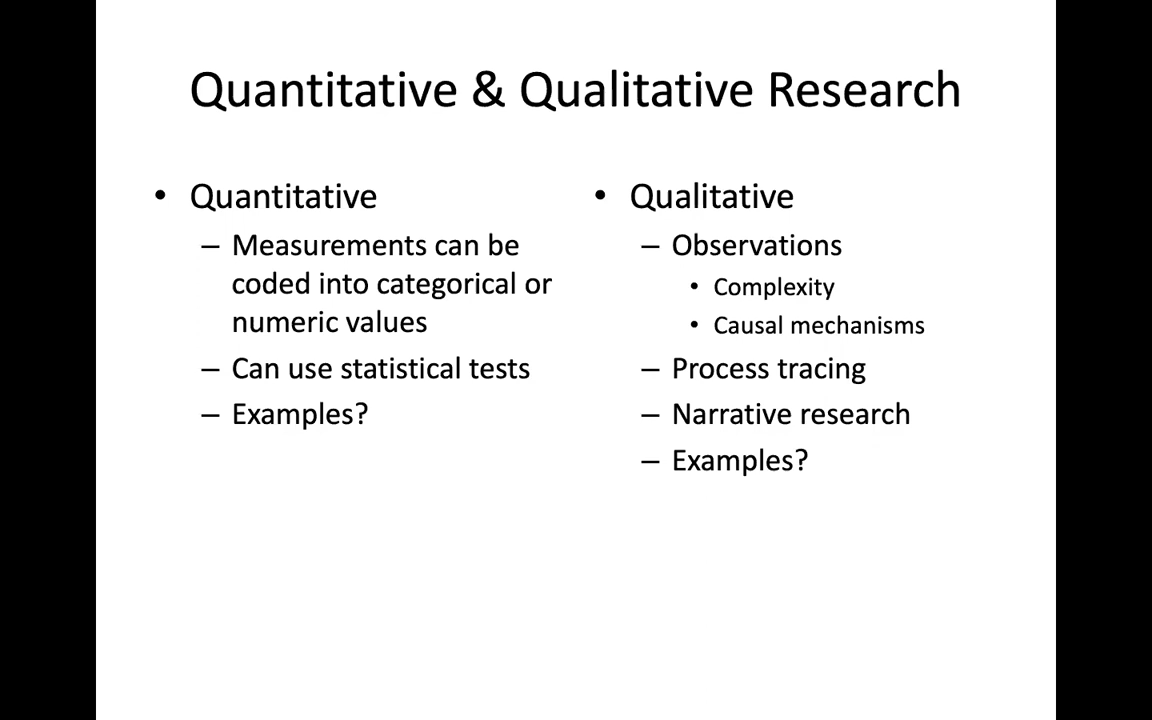 Quantitative & Qualitative Research
• Quantitative
– Measurements can be
coded into categorical or
numeric values
– Can use statistical tests
– Examples?
• Qualitative
– Observations
• Complexity
• Causal mechanisms
– Process tracing
– Narrative research
– Examples?